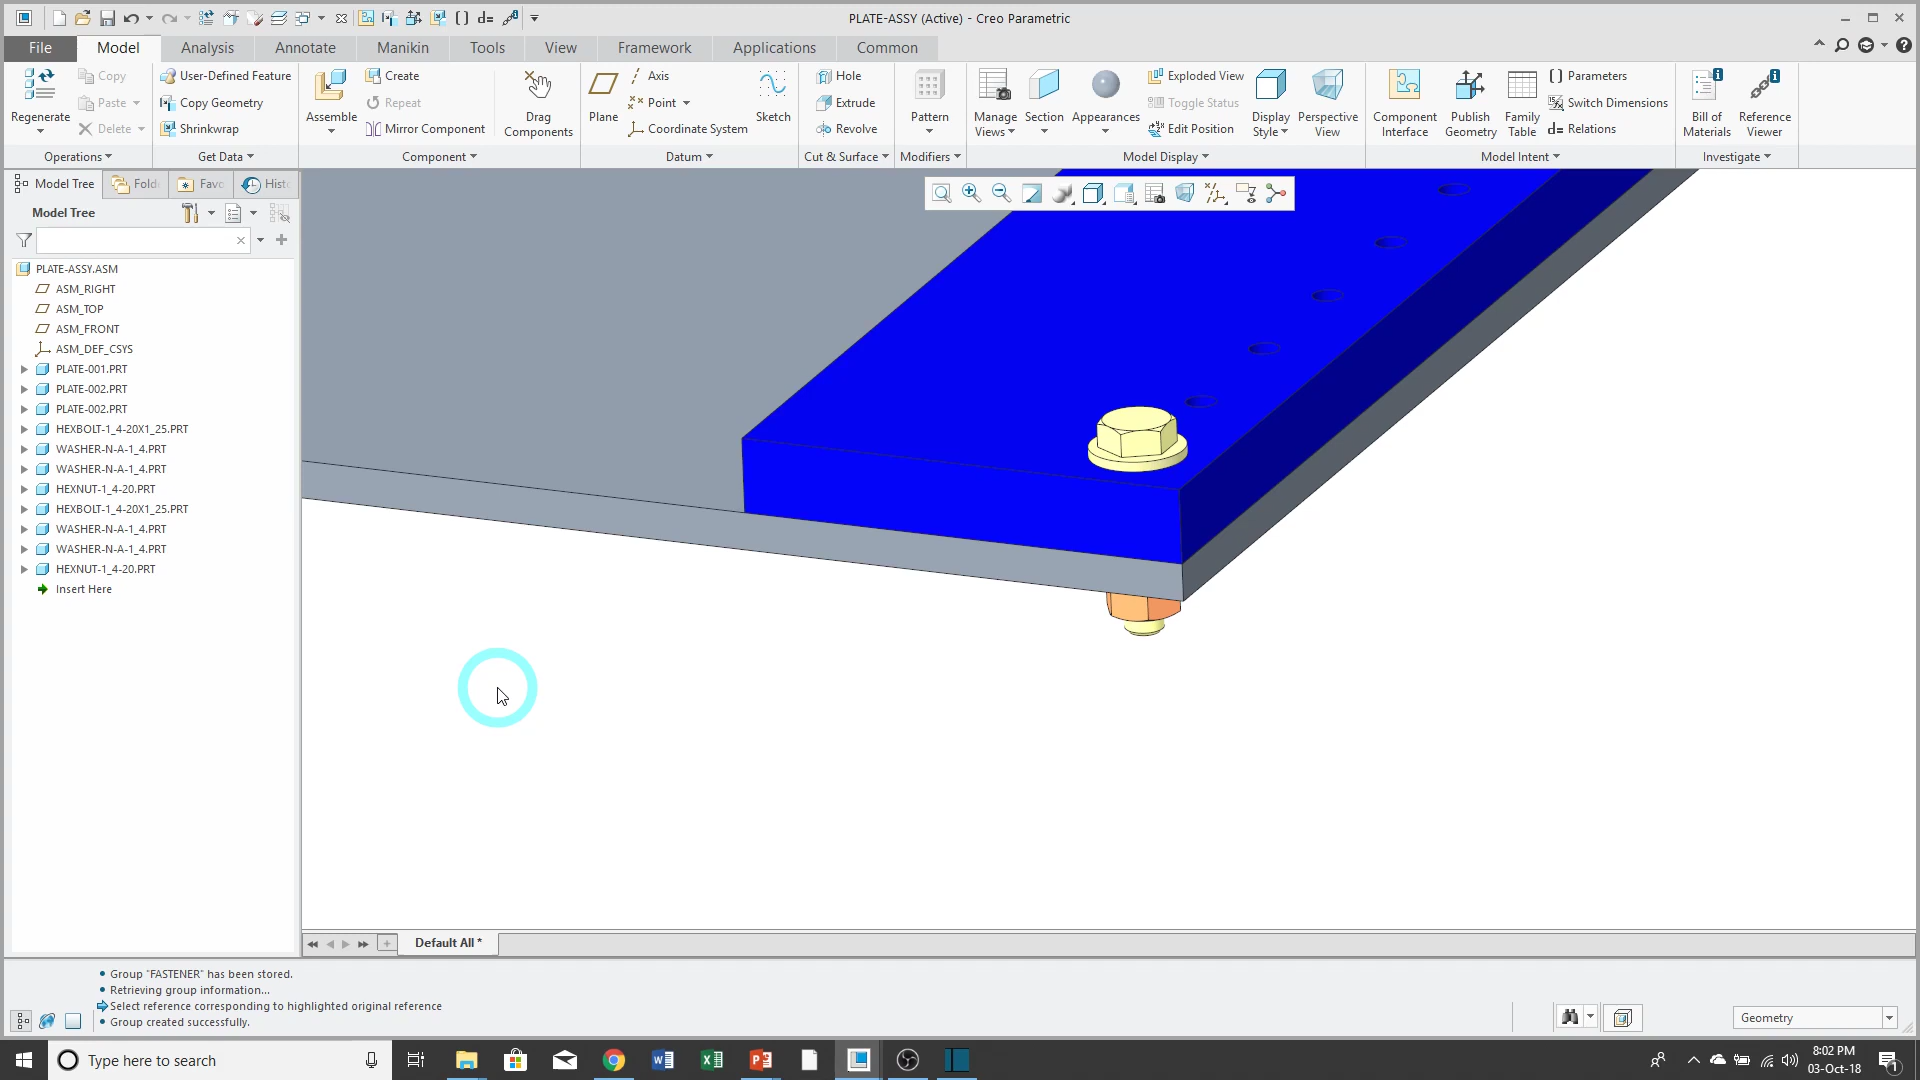 PLATE-ASSY (Active) - Creo Parametric
File Model Analysis Annotate Manikin Tools View Framework Applications Common
Regenerate
Copy
Paste
Delete
Operations
User-Defined Feature
Copy Geometry
Shrinkwrap
Get Data
Assemble
Create
Repeat
Mirror Component
Drag
Components
Component
Plane
Axis
Point
Coordinate System
Sketch
Datum
Hole
Extrude
Revolve
Cut & Surface
Pattern
Modifiers
Manage
Views
Section
Appearances
Exploded View
Toggle Status
Edit Position
Display
Style
Perspective
View
Model Display
Component
Interface
Publish
Geometry
Family
Table
Parameters
Switch Dimensions
d= Relations
Model Intent
Bill of
Materials
Reference
Viewer
Investigate
Model Tree Fold Favo Histo
Model Tree
PLATE-ASSY.ASM
ASM_RIGHT
ASM_TOP
ASM_FRONT
ASM_DEF_CSYS
PLATE-001.PRT
PLATE-002.PRT
PLATE-002.PRT
HEXBOLT-1_4-20X1_25.PRT
WASHER-N-A-1_4.PRT
WASHER-N-A-1_4.PRT
HEXNUT-1_4-20.PRT
HEXBOLT-1_4-20X1_25.PRT
WASHER-N-A-1_4.PRT
WASHER-N-A-1_4.PRT
HEXNUT-1_4-20.PRT
Insert Here
Default All *
• Group "FASTENER" has been stored.
• Retrieving group information...
Select reference corresponding to highlighted original reference
• Group created successfully.
Geometry
Type here to search
8:02 PM
03-Oct-18
1